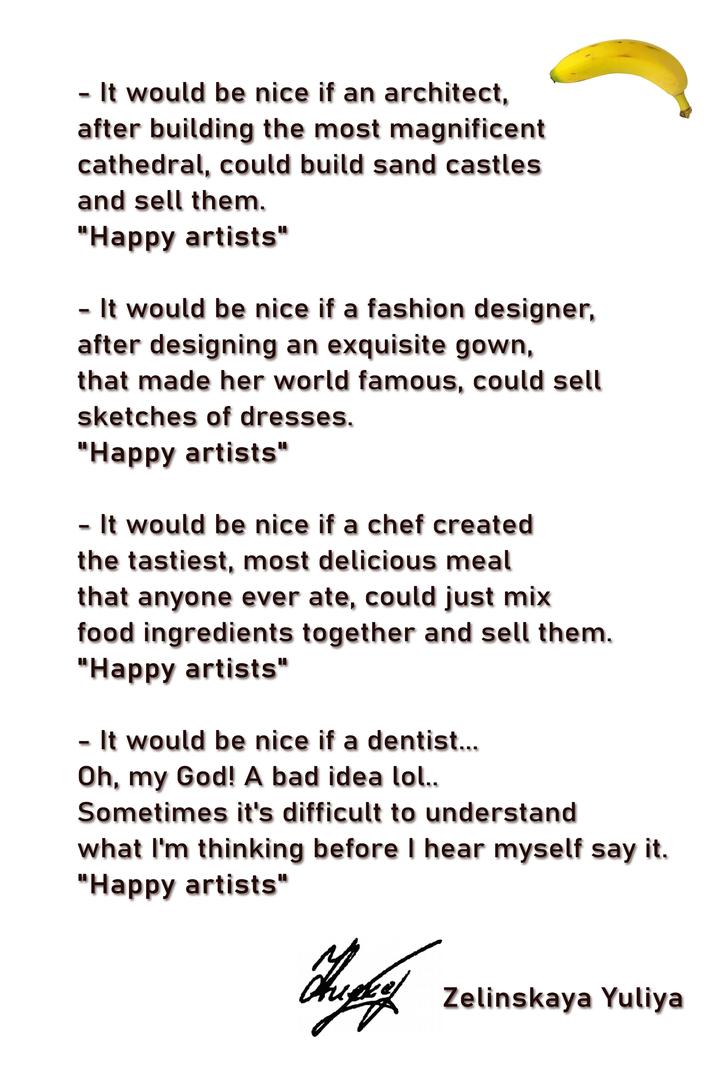 - It would be nice if an architect,
after building the most magnificent
cathedral, could build sand castles
and sell them.
"Happy artists"
- It would be nice if a fashion designer,
after designing an exquisite gown,
that made her world famous, could sell
sketches of dresses.
"Happy artists"
- It would be nice if a chef created
the tastiest, most delicious meal
that anyone ever ate, could just mix
food ingredients together and sell them.
"Happy artists"
- It would be nice if a dentist...
Oh, my God! A bad idea lol..
Sometimes it's difficult to understand
what I'm thinking before I hear myself say it.
"Happy artists"
Zelinskaya Yuliya